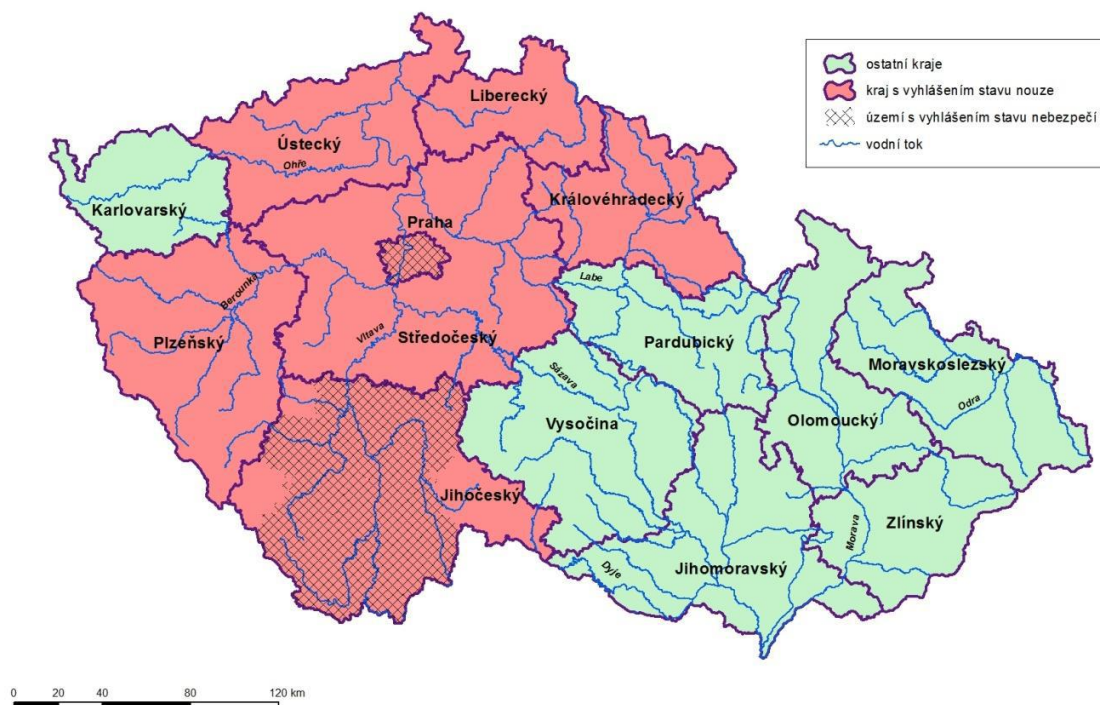 ostatní kraje
kraj s vyhlášením stavu nouze
území s vyhlášením stavu nebezpečí
vodní tok
Liberecký
Ústecký
Ohře
Karlovarský
Královéhradecký
Praha
Labe
Berounka
Plzeňský
Vltava
Středočeský
Pardubický
Moravskoslezský
Sázava
Odra
Vysočina
Olomoucký
Jihočeský
Zlínský
Morava
Dyje
Jihomoravský
0 20 40 80 120 km